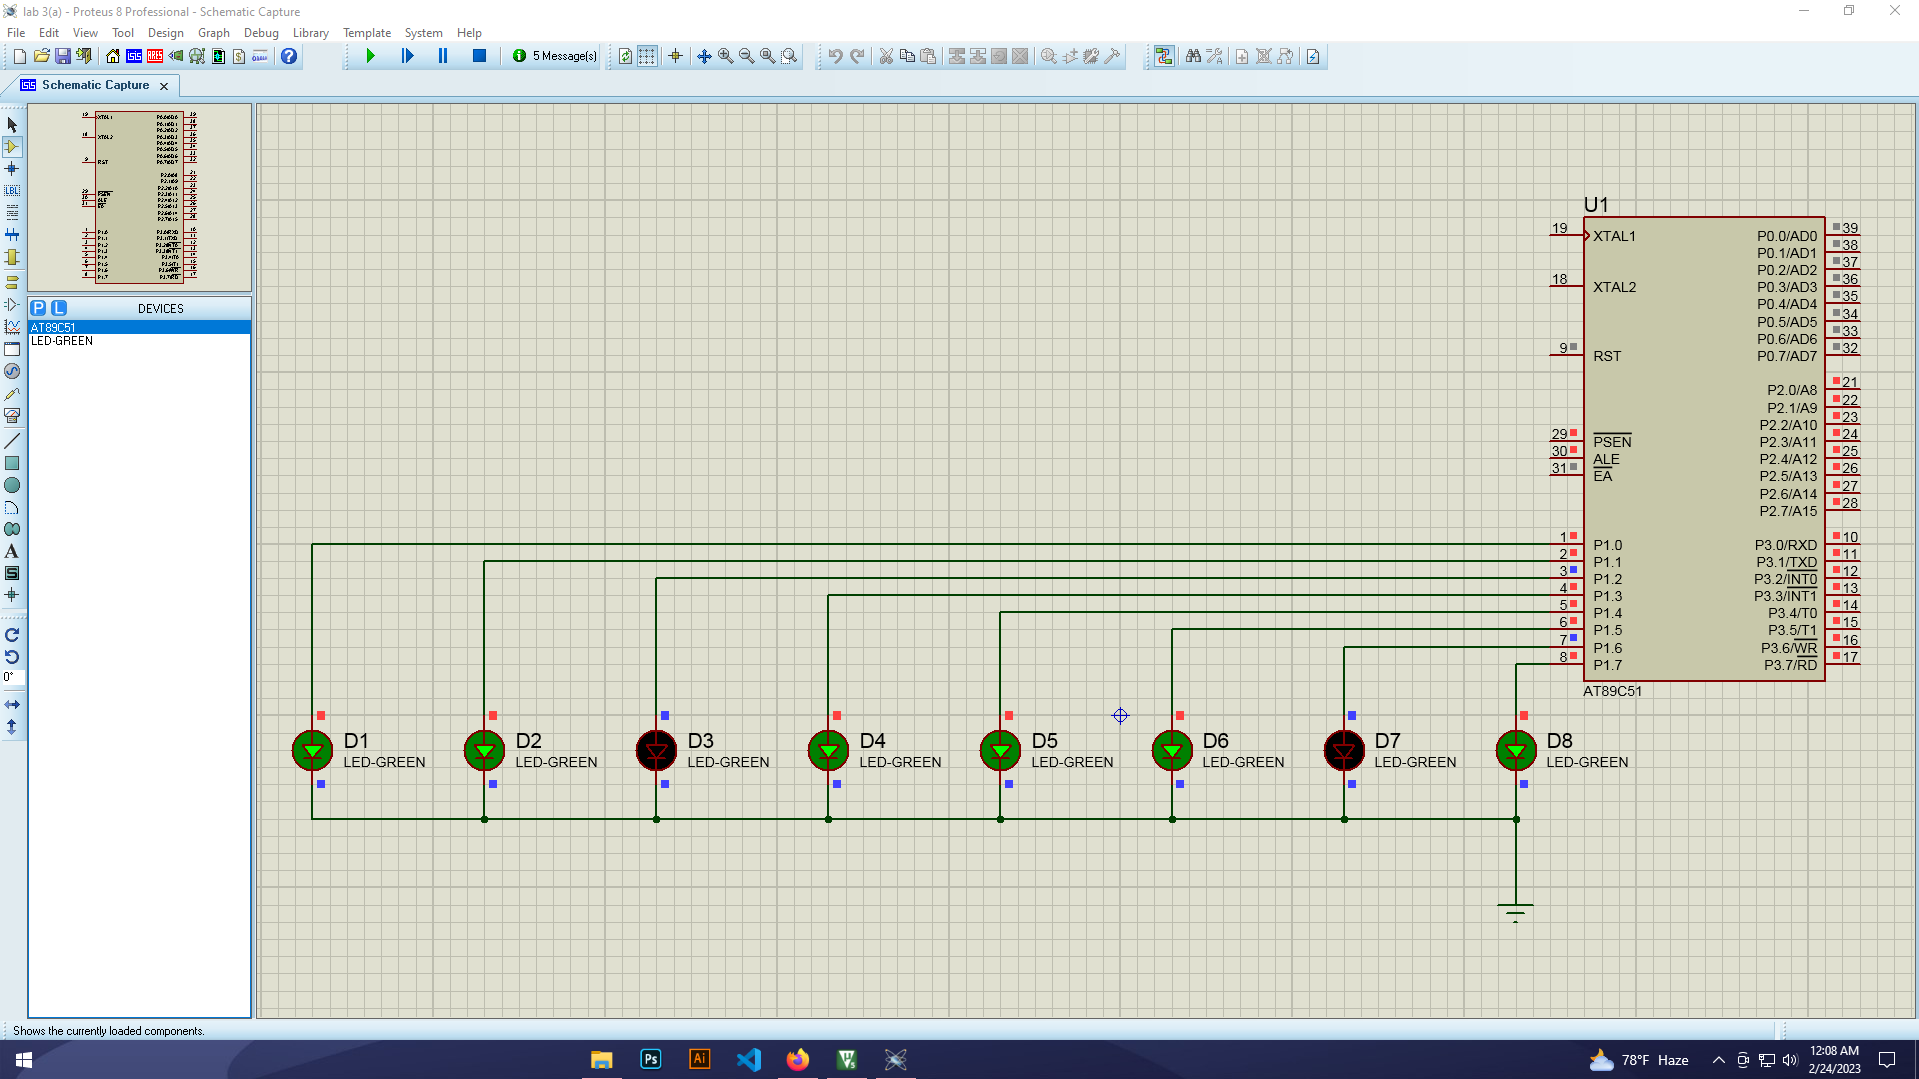 lab 3(a) - Proteus 8 Professional - Schematic Capture
File Edit View Tool Design Graph Debug Library Template System Help
5 Message(s)
Schematic Capture
P L DEVICES
AT89C51
LED-GREEN
LBL
A
S
0°
U1
19 XTAL1
18 XTAL2
9 RST
29 PSEN
30 ALE
31 EA
1 P1.0
2 P1.1
3 P1.2
4 P1.3
5 P1.4
6 P1.5
7 P1.6
8 P1.7
P0.0/AD0 39
P0.1/AD1 38
P0.2/AD2 37
P0.3/AD3 36
P0.4/AD4 35
P0.5/AD5 34
P0.6/AD6 33
P0.7/AD7 32
P2.0/A8 21
P2.1/A9 22
P2.2/A10 23
P2.3/A11 24
P2.4/A12 25
P2.5/A13 26
P2.6/A14 27
P2.7/A15 28
P3.0/RXD 10
P3.1/TXD 11
P3.2/INT0 12
P3.3/INT1 13
P3.4/T0 14
P3.5/T1 15
P3.6/WR 16
P3.7/RD 17
AT89C51
D1
LED-GREEN
D2
LED-GREEN
D3
LED-GREEN
D4
LED-GREEN
D5
LED-GREEN
D6
LED-GREEN
D7
LED-GREEN
D8
LED-GREEN
Shows the currently loaded components.
Ps
Ai
78°F Haze
12:08 AM
2/24/2023